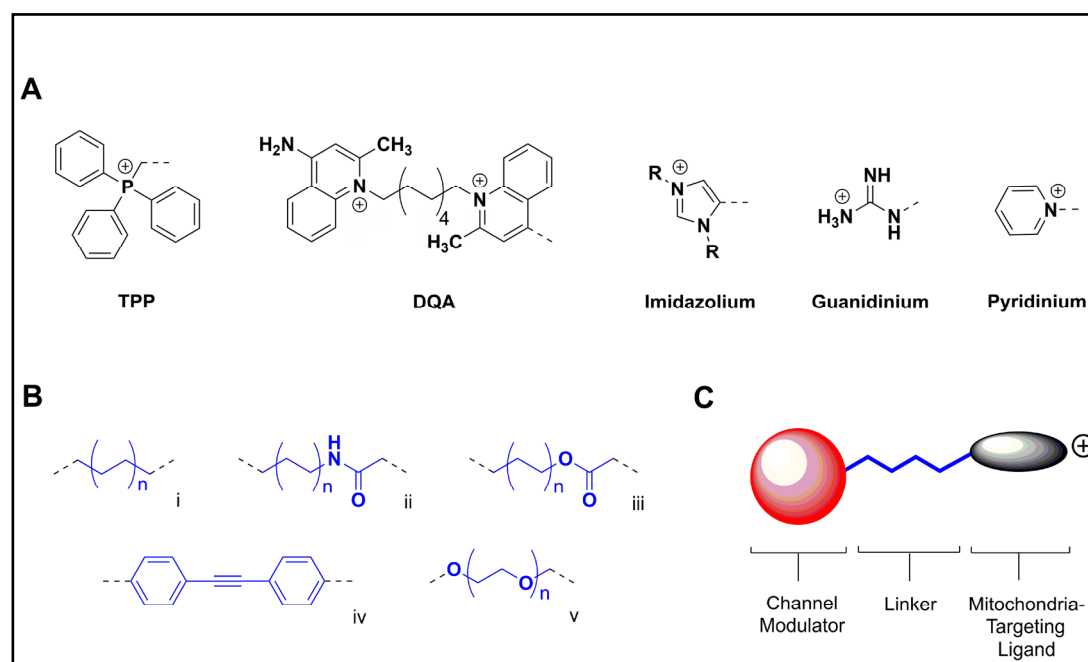 A
H₂N
CH₃
⊕
P
⊕
N
⊕
4
H₃C
N
⊕
R
N
⊕
N
R
NH
⊕
H₃N
N
H
⊕
N
TPP
DQA
Imidazolium
Guanidinium
Pyridinium
B
n
i
H
N
O
n
ii
O
O
n
iii
iv
O
O
n
v
C
⊕
Channel
Modulator
Linker
Mitochondria-
Targeting
Ligand